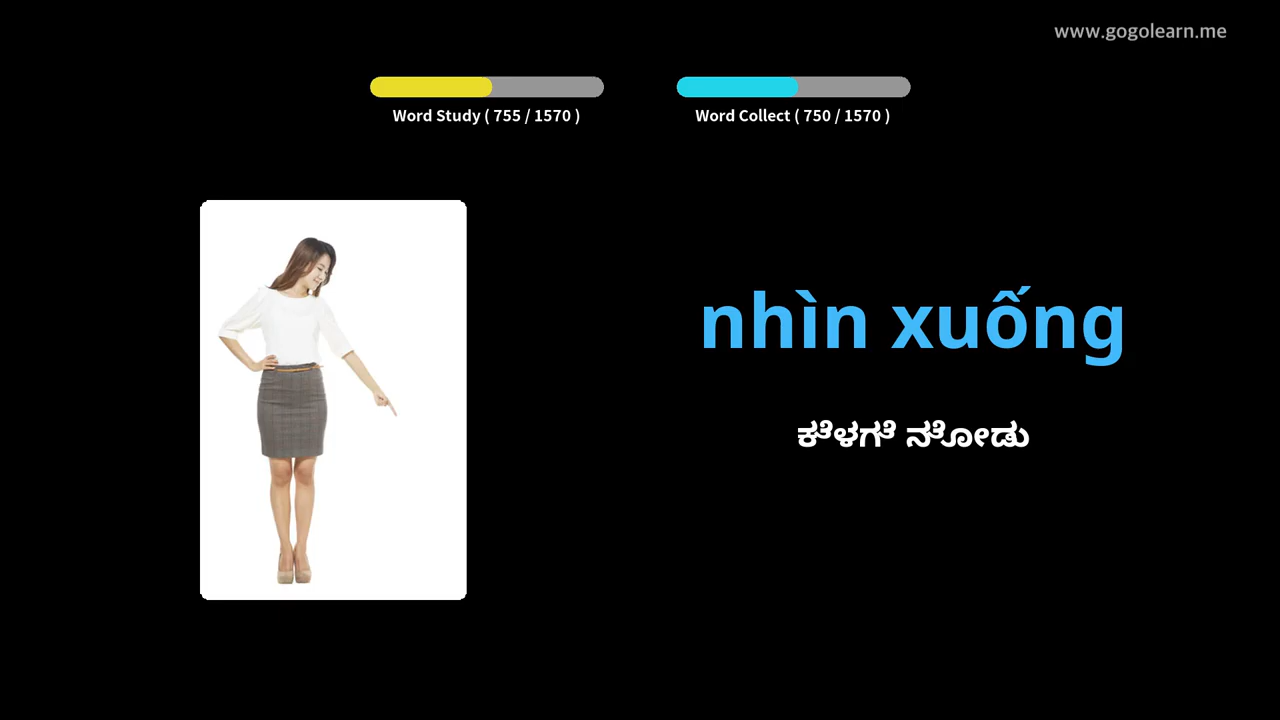 www.gogolearn.me
Word Study ( 755 / 1570 )
Word Collect ( 750 / 1570 )
nhìn xuống
ಕೆಳಗೆ ನೋಡು